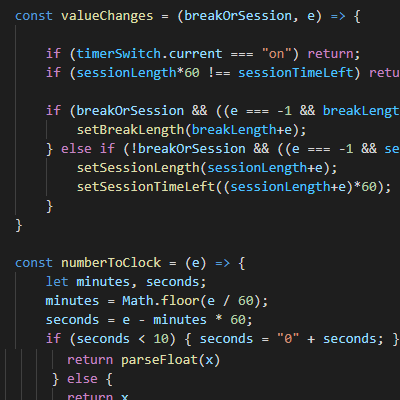 const valueChanges = (breakOrSession, e) => {
if (timerSwitch.current === "on") return;
if (sessionLength*60 !== sessionTimeLeft) retu
if (breakOrSession && ((e === -1 && breakLengt
setBreakLength(breakLength+e);
} else if (!breakOrSession && ((e === -1 && se
setSessionLength(sessionLength+e);
setSessionTimeLeft((sessionLength+e)*60);
}
}
const numberToClock = (e) => {
let minutes, seconds;
minutes = Math.floor(e / 60);
seconds = e - minutes * 60;
if (seconds < 10) { seconds = "0" + seconds; }
return parseFloat(x)
} else {
return x